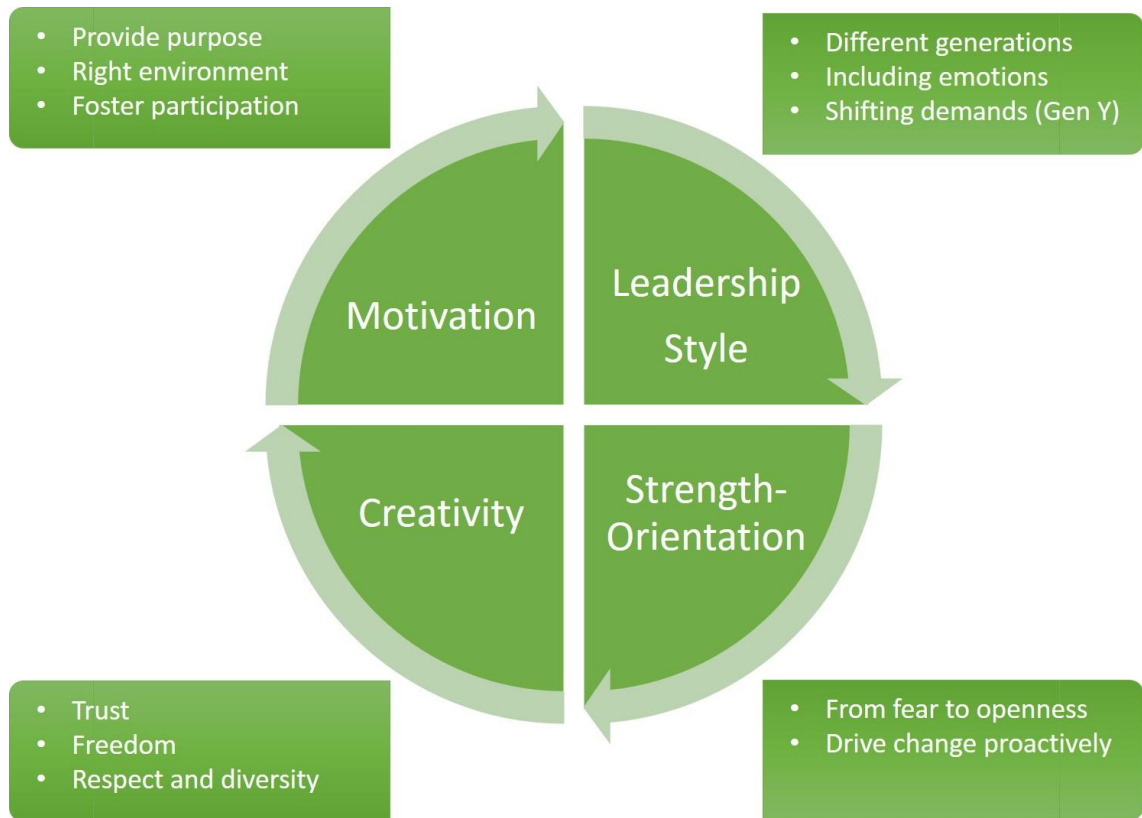 • Provide purpose
• Right environment
• Foster participation
• Different generations
• Including emotions
• Shifting demands (Gen Y)
Motivation
Leadership
Style
Creativity
Strength-
Orientation
• Trust
• Freedom
• Respect and diversity
• From fear to openness
• Drive change proactively